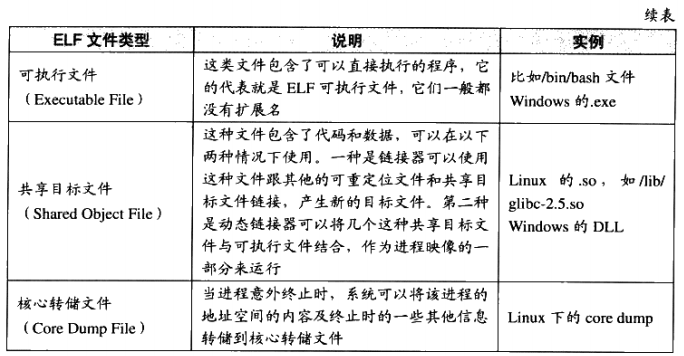 续表
ELF 文件类型
说明
实例
可执行文件
（Executable File）
这类文件包含了可以直接执行的程序，它
的代表就是 ELF 可执行文件，它们一般都
没有扩展名
比如/bin/bash 文件
Windows 的.exe
共享目标文件
（Shared Object File）
这种文件包含了代码和数据，可以在以下
两种情况下使用。一种是链接器可以使用
这种文件跟其他的可重定位文件和共享目
标文件链接，产生新的目标文件。第二种
是动态链接器可以将几个这种共享目标文
件与可执行文件结合，作为进程映像的一
部分来运行
Linux 的 .so，如 /lib/
glibc-2.5.so
Windows 的 DLL
核心转储文件
（Core Dump File）
当进程意外终止时，系统可以将该进程的
地址空间的内容及终止时的一些其他信息
转储到核心转储文件
Linux 下的 core dump